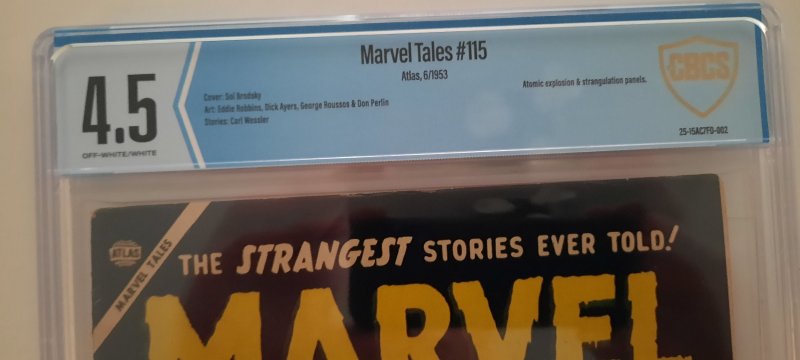 4.5
OFF-WHITE/WHITE
Marvel Tales #115
Atlas, 6/1953
Cover: Sol Brodsky
Art: Eddie Robbins, Dick Ayers, George Roussos & Don Perlin
Stories: Carl Wessler
Atomic explosion & strangulation panels.
CBCS
25-15AC7F0-002
ATLAS
MARVEL TALES
THE STRANGEST STORIES EVER TOLD!
MARVEL